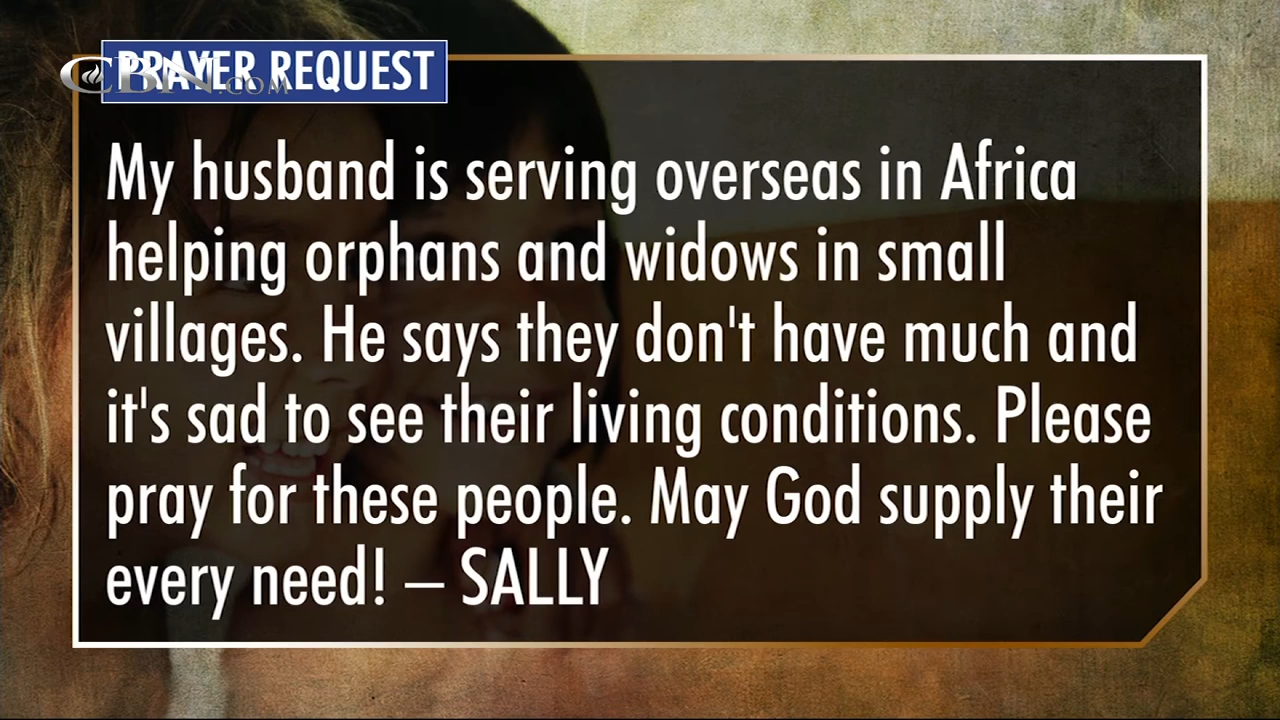 PRAYER REQUEST
CBN.COM
My husband is serving overseas in Africa
helping orphans and widows in small
villages. He says they don't have much and
it's sad to see their living conditions. Please
pray for these people. May God supply their
every need! – SALLY